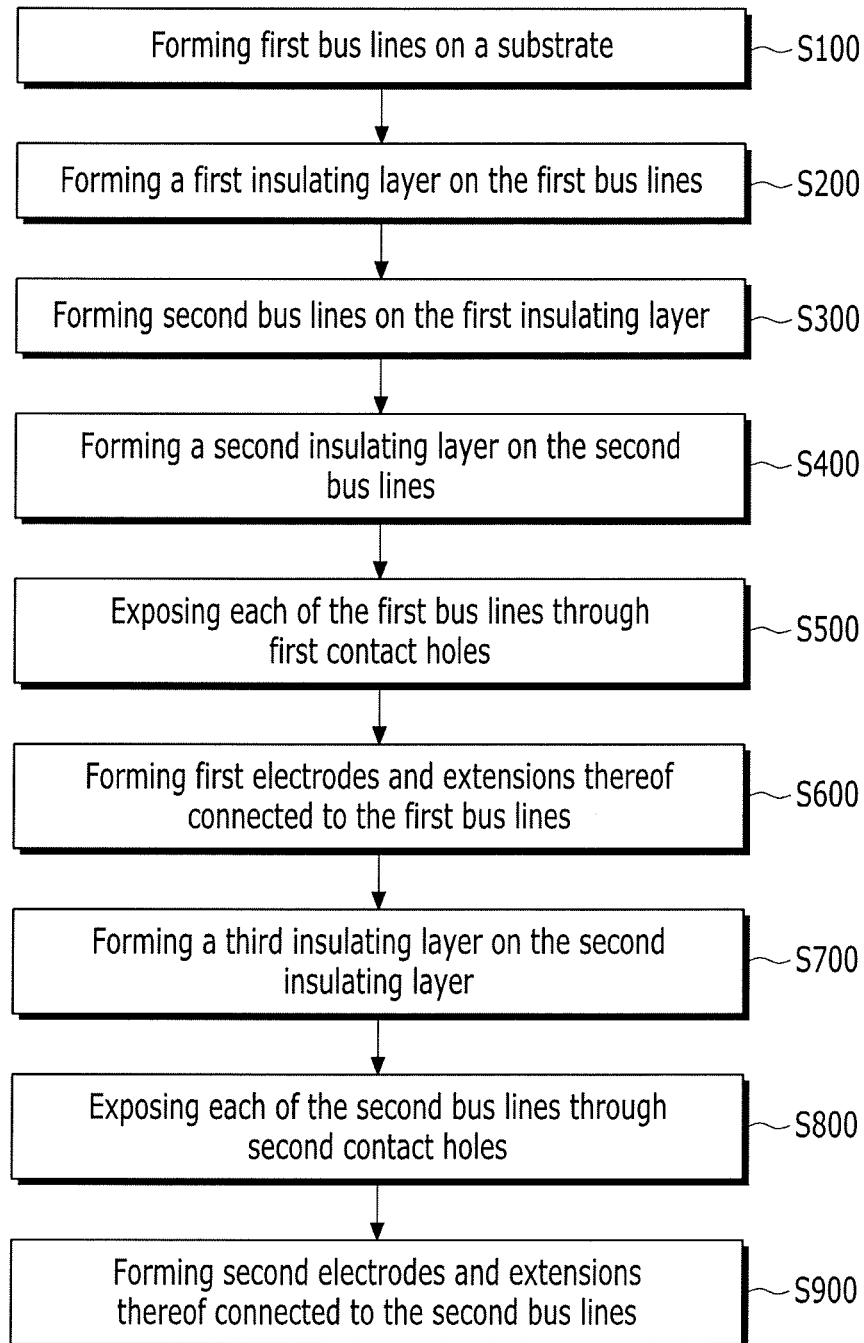 Forming first bus lines on a substrate
S100
Forming a first insulating layer on the first bus lines
S200
Forming second bus lines on the first insulating layer
S300
Forming a second insulating layer on the second
bus lines
S400
Exposing each of the first bus lines through
first contact holes
S500
Forming first electrodes and extensions thereof
connected to the first bus lines
S600
Forming a third insulating layer on the second
insulating layer
S700
Exposing each of the second bus lines through
second contact holes
S800
Forming second electrodes and extensions
thereof connected to the second bus lines
S900